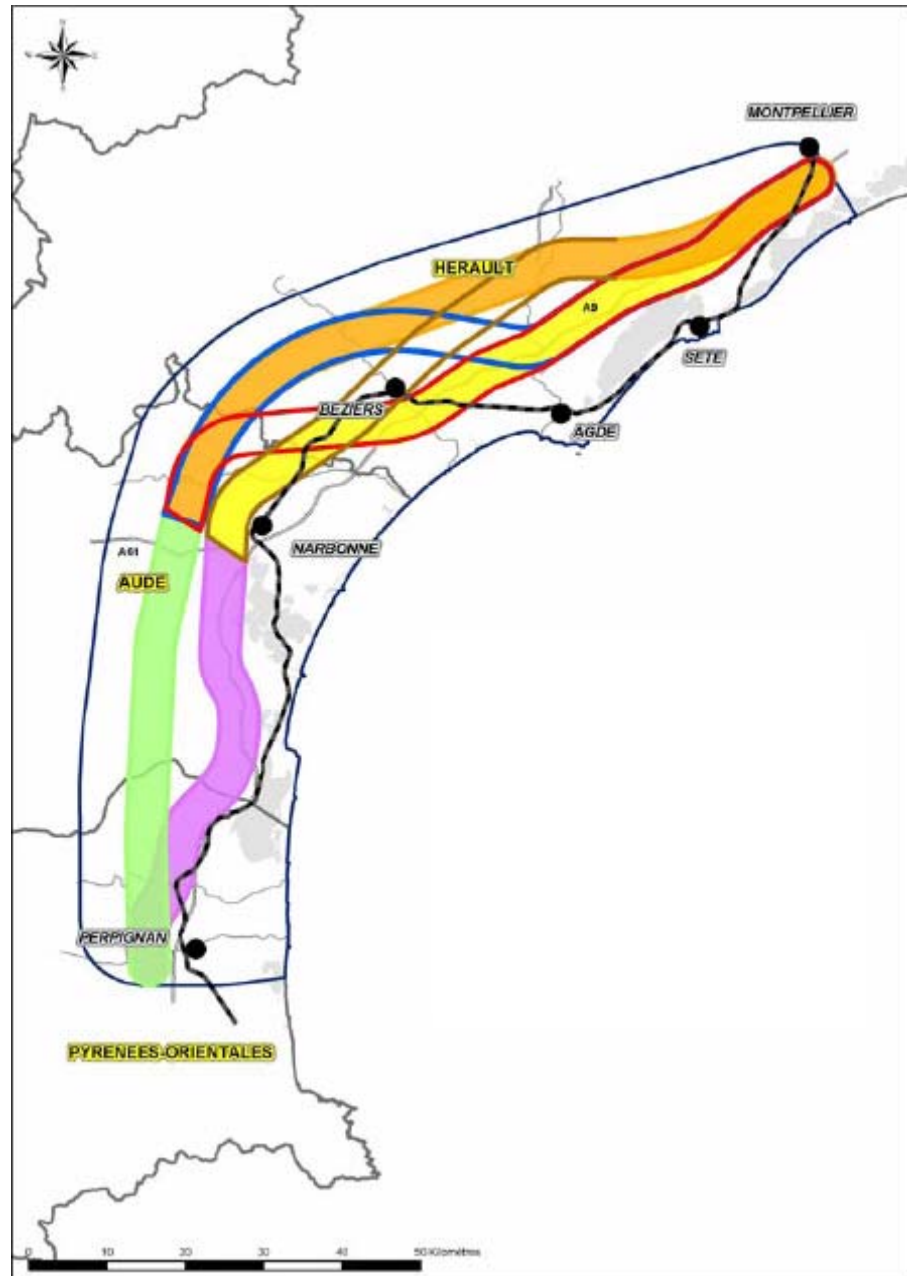 MONTPELLIER
HERAULT
A9
SETE
BEZIERS
AGDE
NARBONNE
A61
AUDE
PERPIGNAN
PYRENEES-ORIENTALES
0 10 20 30 40 50 Kilomètres